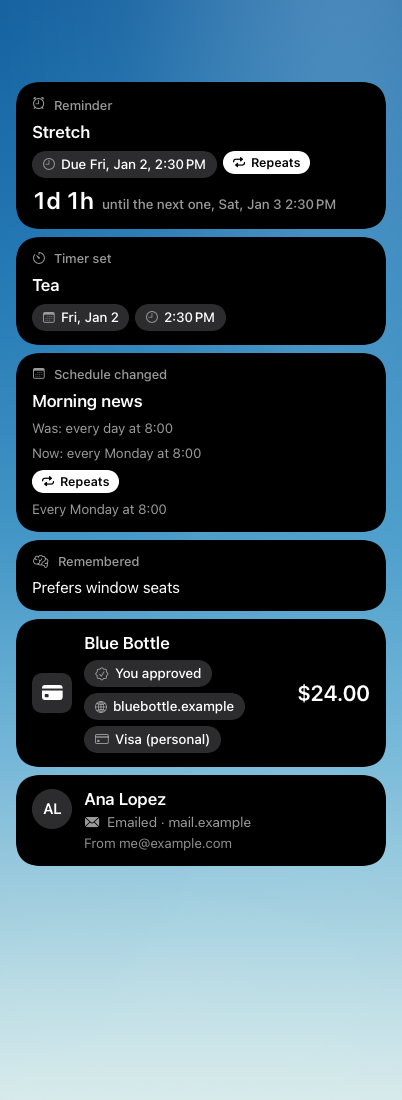 Reminder
Stretch
Due Fri, Jan 2, 2:30 PM
Repeats
1d 1h until the next one, Sat, Jan 3 2:30 PM
Timer set
Tea
Fri, Jan 2
2:30 PM
Schedule changed
Morning news
Was: every day at 8:00
Now: every Monday at 8:00
Repeats
Every Monday at 8:00
Remembered
Prefers window seats
Blue Bottle
You approved
bluebottle.example
Visa (personal)
$24.00
AL
Ana Lopez
Emailed · mail.example
From me@example.com